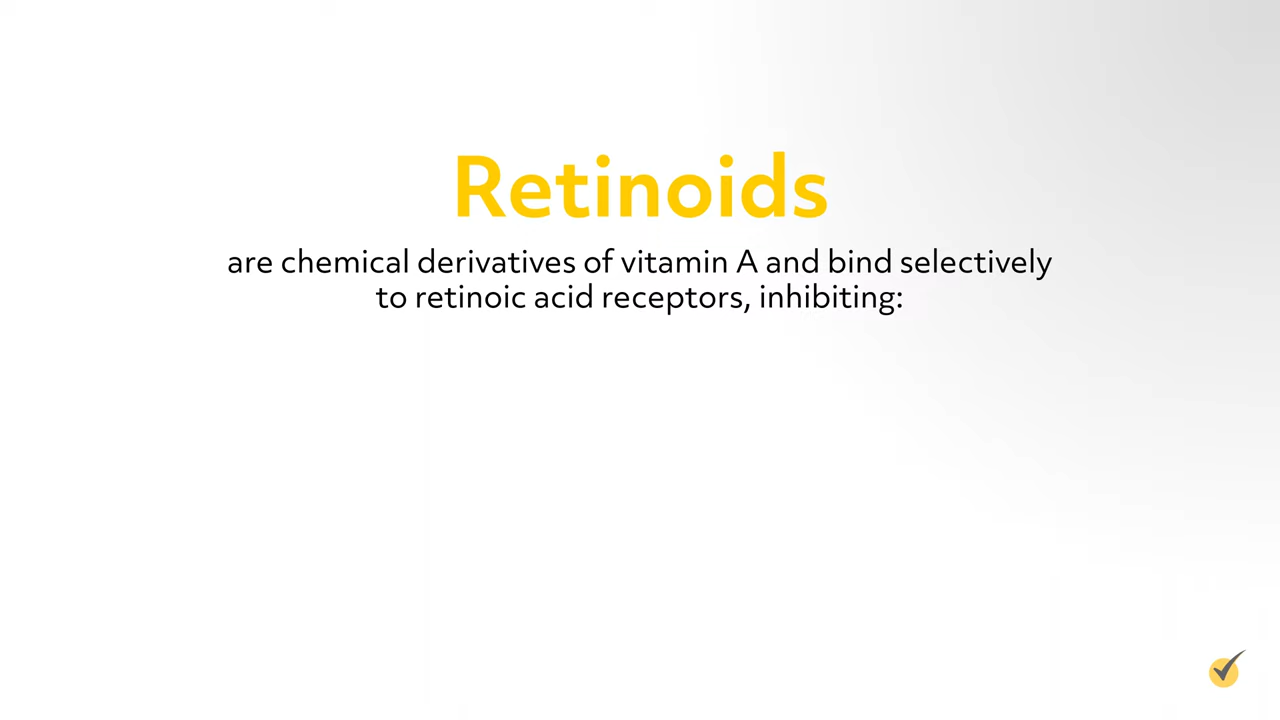 Retinoids
are chemical derivatives of vitamin A and bind selectively
to retinoic acid receptors, inhibiting: